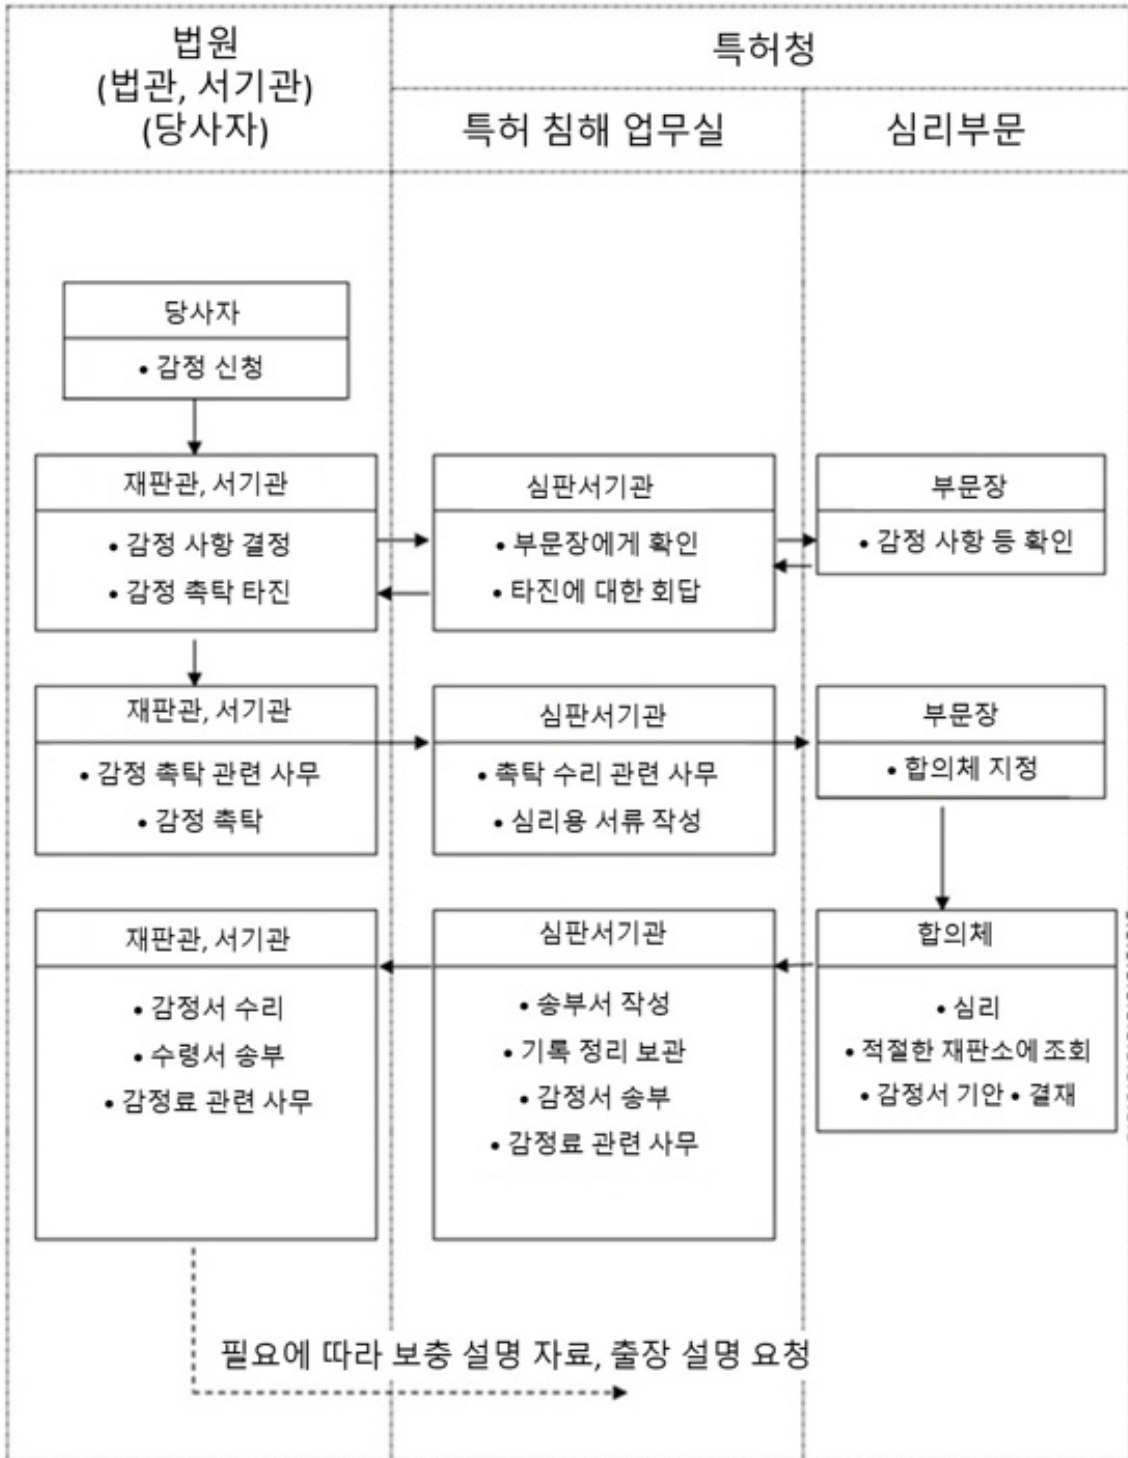 법원
(법관, 서기관)
(당사자)
특허청
특허 침해 업무실
심리부문
당사자
• 감정 신청
재판관, 서기관
• 감정 사항 결정
• 감정 촉탁 타진
심판서기관
• 부문장에게 확인
• 타진에 대한 회답
부문장
• 감정 사항 등 확인
재판관, 서기관
• 감정 촉탁 관련 사무
• 감정 촉탁
심판서기관
• 촉탁 수리 관련 사무
• 심리용 서류 작성
부문장
• 합의체 지정
재판관, 서기관
• 감정서 수리
• 수령서 송부
• 감정료 관련 사무
심판서기관
• 송부서 작성
• 기록 정리 보관
• 감정서 송부
• 감정료 관련 사무
합의체
• 심리
• 적절한 재판소에 조회
• 감정서 기안 • 결재
필요에 따라 보충 설명 자료, 출장 설명 요청